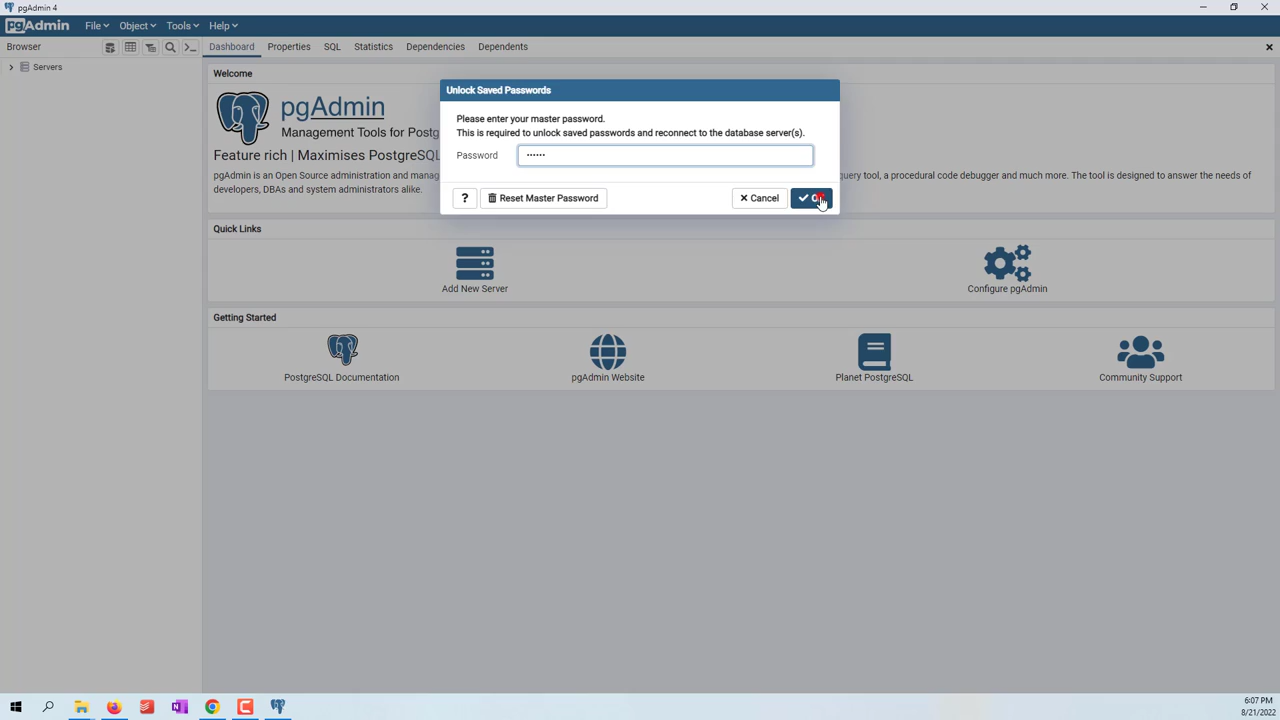 pgAdmin 4
pgAdmin File Object Tools Help
Browser Dashboard Properties SQL Statistics Dependencies Dependents
Servers
Welcome
Unlock Saved Passwords
pgAdmin
Management Tools for
Feature rich | Maximises
pgAdmin is an Open Source administration and
query tool, a procedural code debugger and much more. The tool is designed to answer the needs of
developers, DBAs and system administrators alike.
Please enter your master password.
This is required to unlock saved passwords and reconnect to the database server(s).
Password ••••••
? Reset Master Password Cancel
Quick Links
Add New Server Configure pgAdmin
Getting Started
PostgreSQL Documentation pgAdmin Website Planet PostgreSQL Community Support
6:07 PM
8/21/2022